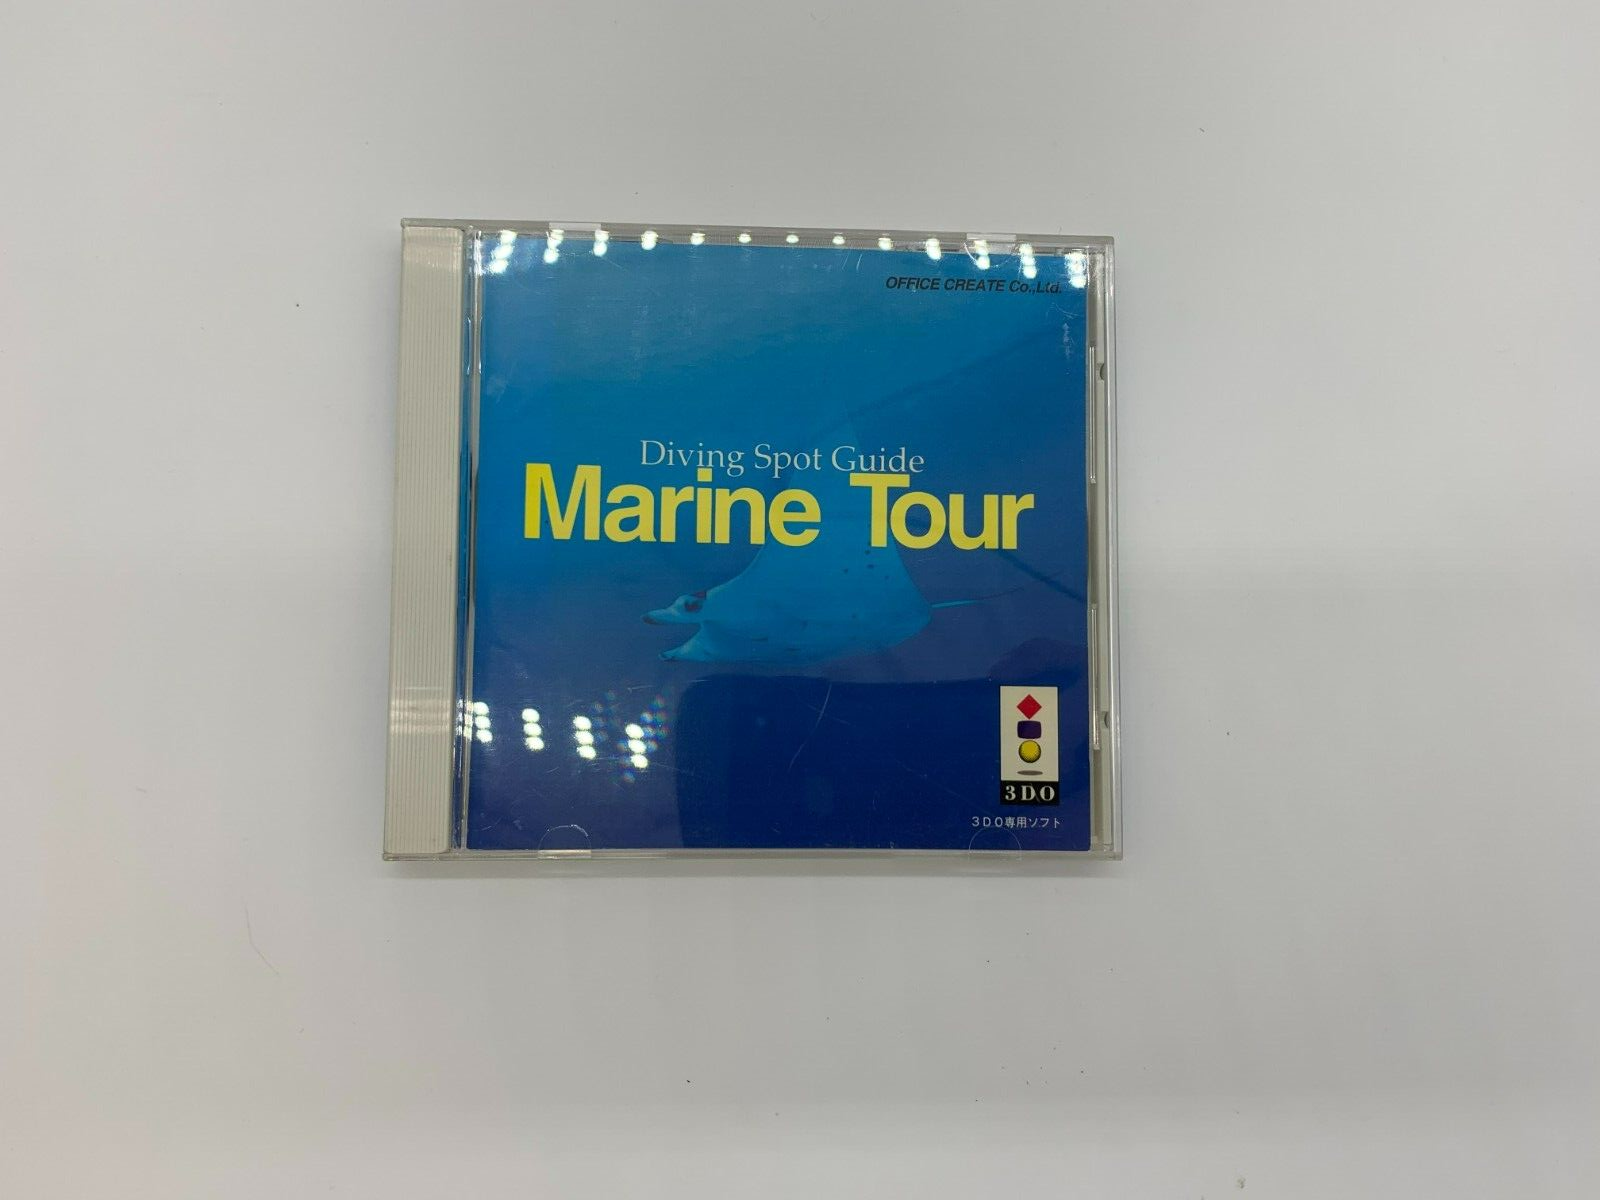 OFFICE CREATE Co.,Ltd.
Diving Spot Guide
Marine Tour
3DO
3DO専用ソフト